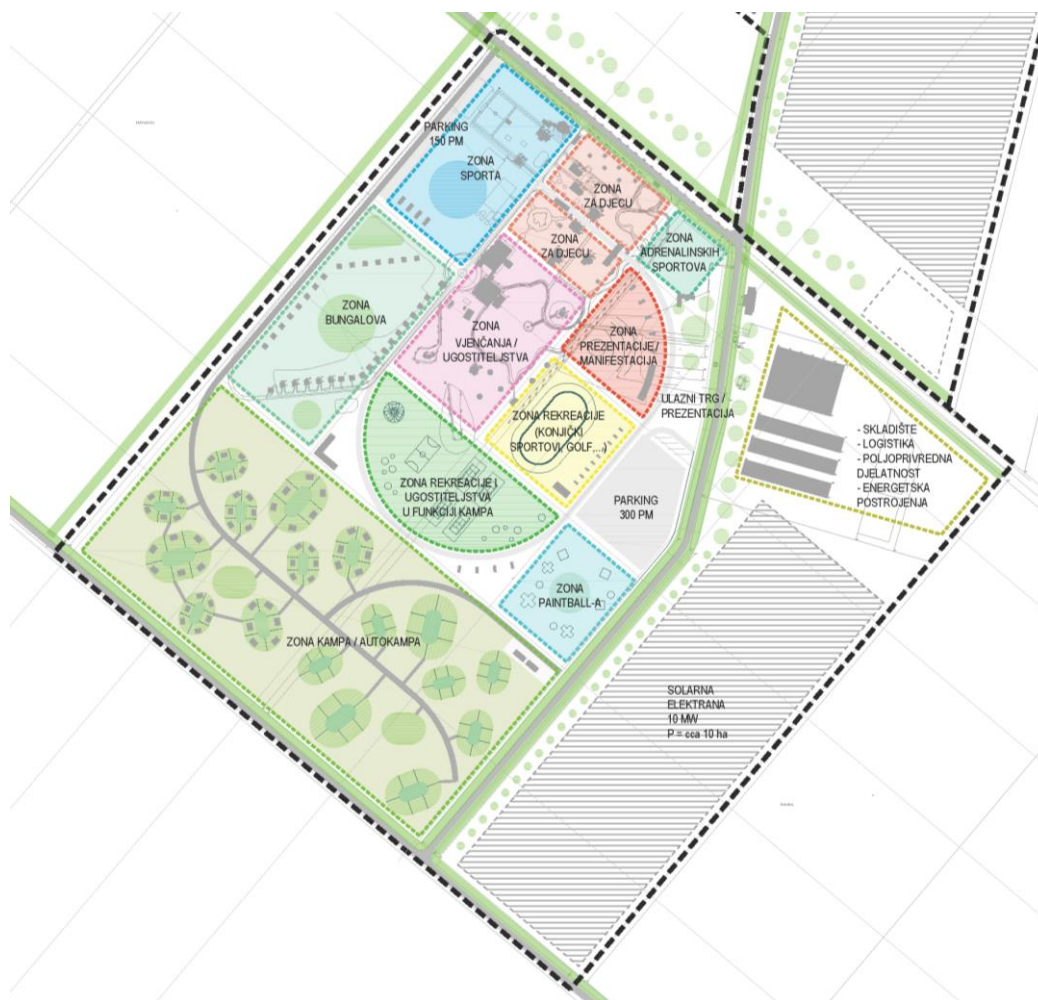 PARKING
150 PM
ZONA
SPORTA
ZONA
ZA DJECU
ZONA
ZA DJECU
ZONA
ADRENALINSKIH
SPORTOVA
ZONA
BUNGALOVA
ZONA
VJENČANJA /
UGOSTITELJSTVA
ZONA
PREZENTACIJE/
MANIFESTACIJA
ULAZNI TRG /
PREZENTACIJA
ZONA REKREACIJE
(KONJIČKI
SPORTOVI, GOLF,...)
- SKLADIŠTE
- LOGISTIKA
- POLJOPRIVREDNA
DJELATNOST
- ENERGETSKA
POSTROJENJA
ZONA REKREACIJE I
UGOSTITELJSTVA
U FUNKCIJI KAMPA
PARKING
300 PM
ZONA
PAINTBALL-A
ZONA KAMPA / AUTOKAMPA
SOLARNA
ELEKTRANA
10 MW
P = cca 10 ha